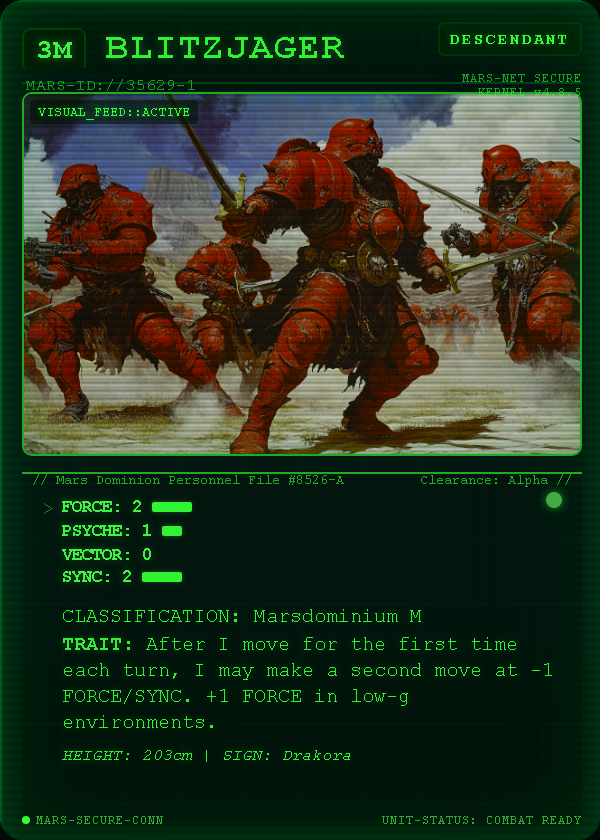 3M BLITZJAGER DESCENDANT
MARS-ID://35629-1
MARS-NET SECURE
KERNEL v4.8.5
VISUAL_FEED::ACTIVE
// Mars Dominion Personnel File #8526-A Clearance: Alpha //
> FORCE: 2
PSYCHE: 1
VECTOR: 0
SYNC: 2
CLASSIFICATION: Marsdominium M
TRAIT: After I move for the first time
each turn, I may make a second move at -1
FORCE/SYNC. +1 FORCE in low-g
environments.
HEIGHT: 203cm | SIGN: Drakora
MARS-SECURE-CONN UNIT-STATUS: COMBAT READY